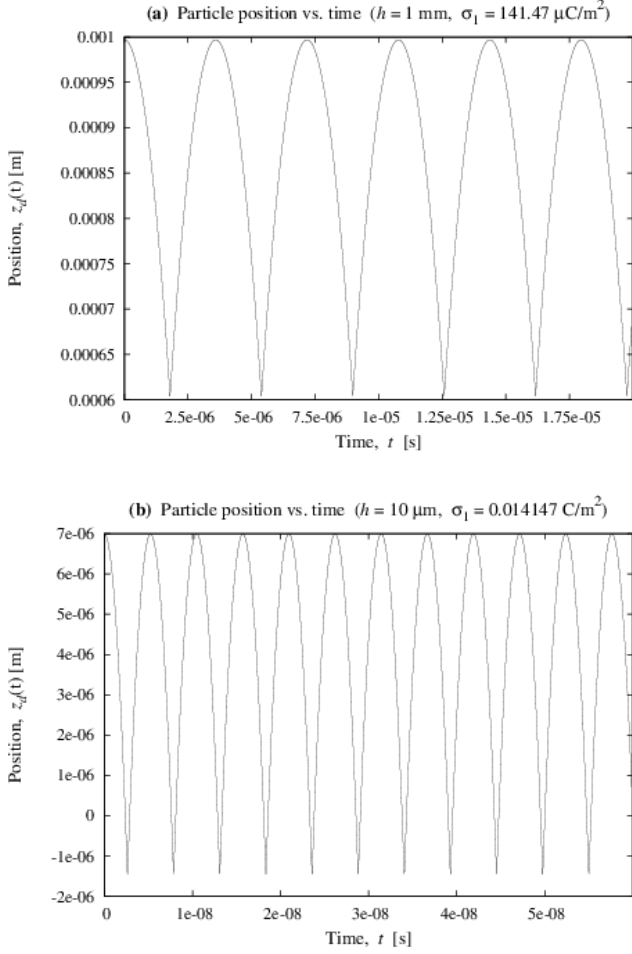 (a) Particle position vs. time (h = 1 mm, σ1 = 141.47 μC/m²)
0.001
0.00095
0.0009
0.00085
0.0008
0.00075
0.0007
0.00065
0.0006
Position, zd(t) [m]
0 2.5e-06 5e-06 7.5e-06 1e-05 1.25e-05 1.5e-05 1.75e-05
Time, t [s]
(b) Particle position vs. time (h = 10 μm, σ1 = 0.014147 C/m²)
7e-06
6e-06
5e-06
4e-06
3e-06
2e-06
1e-06
0
-1e-06
-2e-06
Position, zd(t) [m]
0 1e-08 2e-08 3e-08 4e-08 5e-08
Time, t [s]